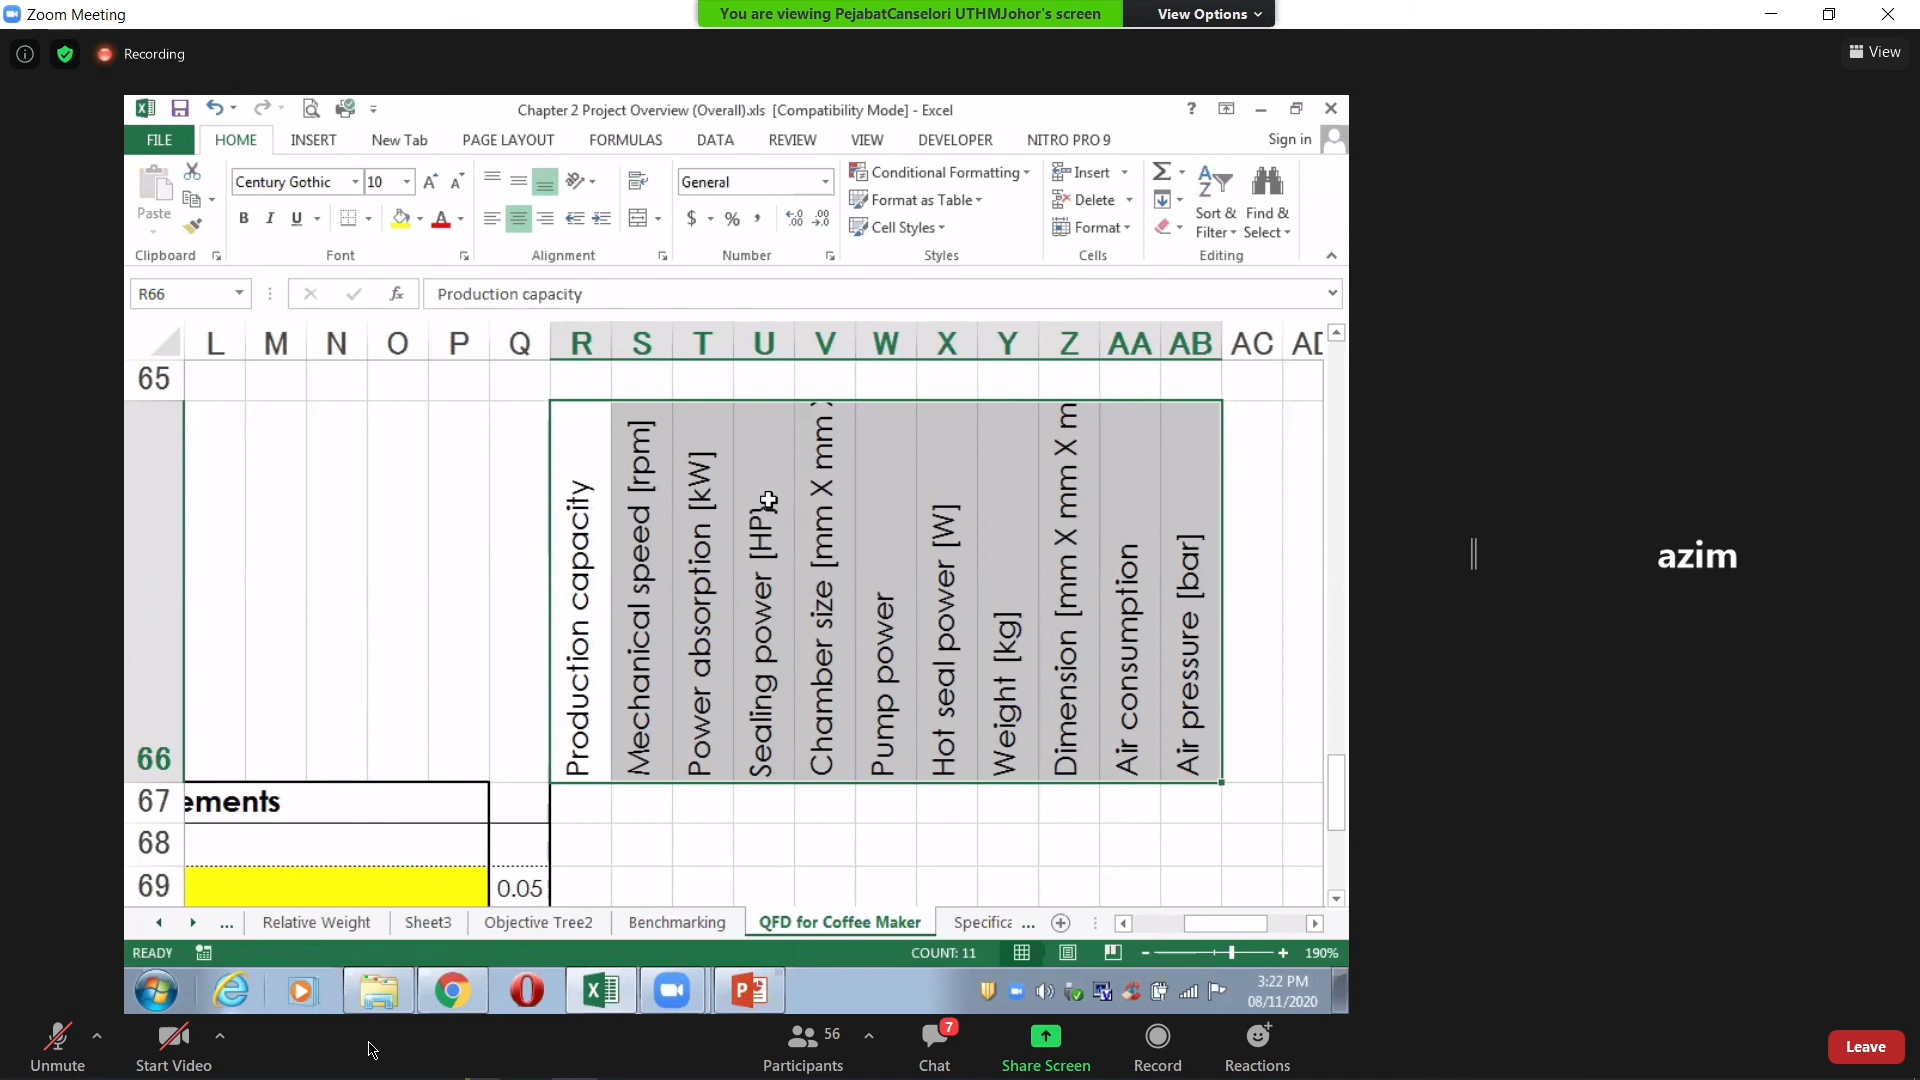 Zoom Meeting
You are viewing PejabatCanselori UTHMJohor's screen
View Options
Recording
View
Chapter 2 Project Overview (Overall).xls [Compatibility Mode] - Excel
FILE HOME INSERT New Tab PAGE LAYOUT FORMULAS DATA REVIEW VIEW DEVELOPER NITRO PRO 9
Sign in
Paste
Century Gothic 10
B I U A
General
$ % ,
Conditional Formatting
Format as Table
Cell Styles
Insert
Delete
Format
Sort & Filter
Find & Select
Clipboard Font Alignment Number Styles Cells Editing
R66
fx Production capacity
L M N O P Q R S T U V W X Y Z AA AB AC AD
65
66
Production capacity
Mechanical speed [rpm]
Power absorption [kW]
Sealing power [HP]
Chamber size [mm X mm X
Pump power
Hot seal power [W]
Weight [kg]
Dimension [mm X mm X m
Air consumption
Air pressure [bar]
67 ements
68
69 0.05
... Relative Weight Sheet3 Objective Tree2 Benchmarking QFD for Coffee Maker Specifica ...
READY
COUNT: 11
190%
3:22 PM
08/11/2020
azim
Unmute
Start Video
56
Participants
7
Chat
Share Screen
Record
Reactions
Leave